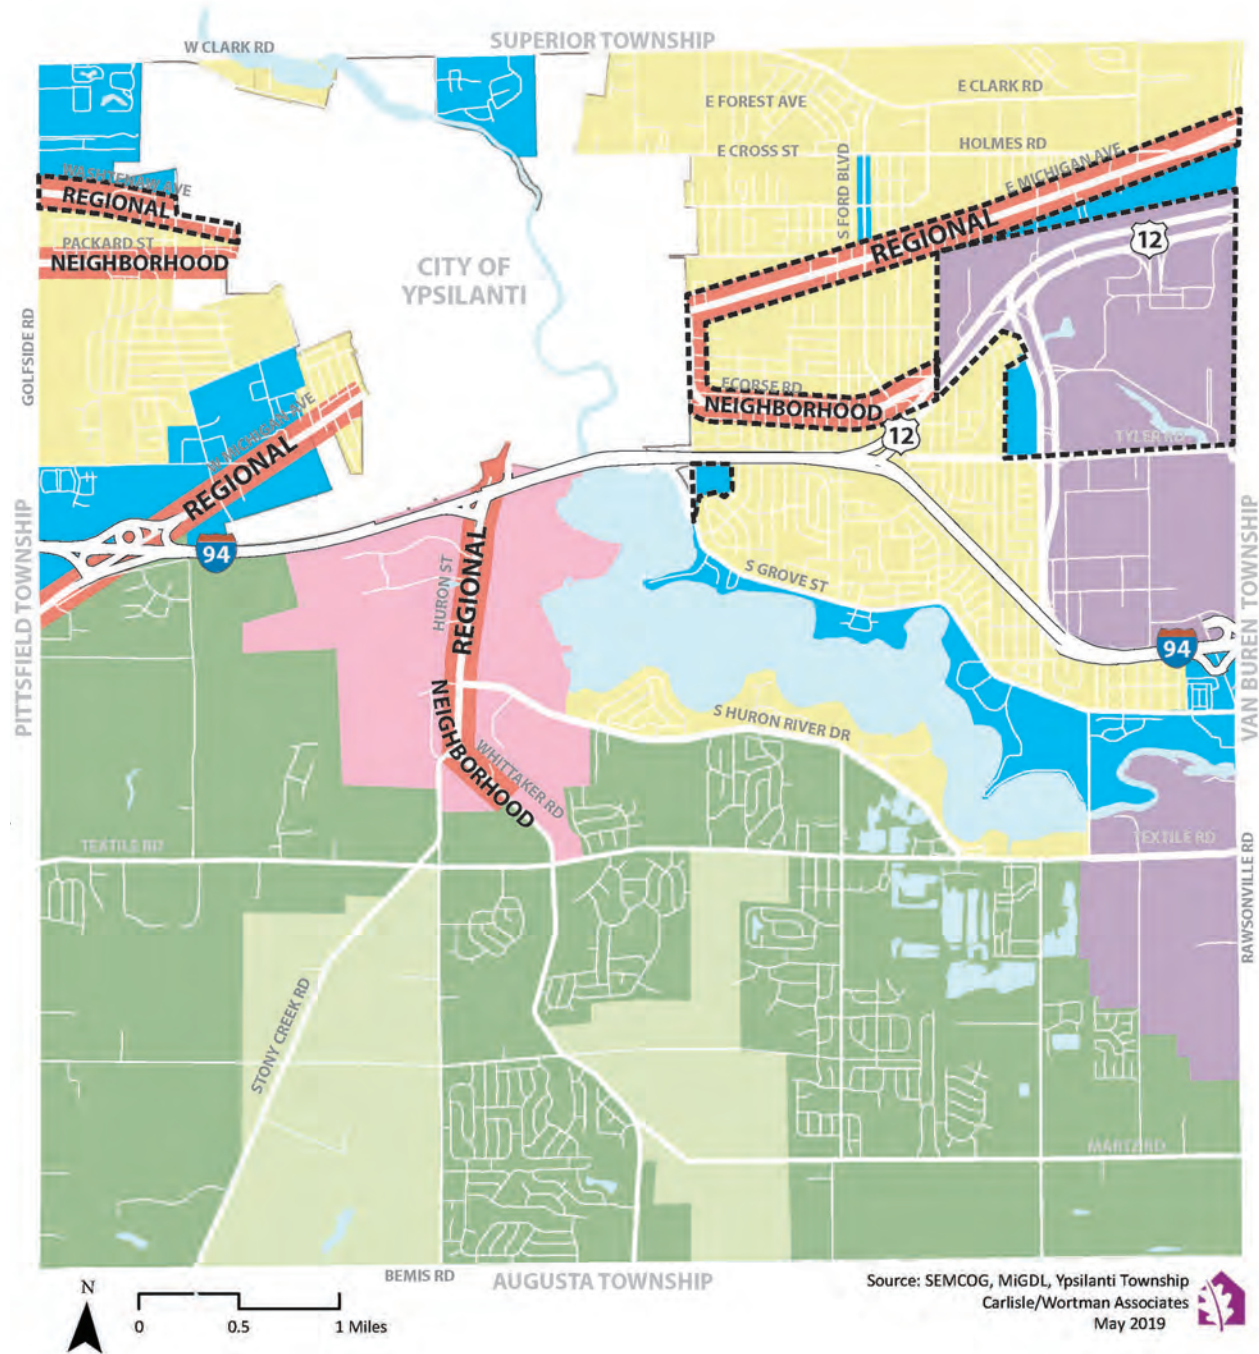 W CLARK RD
SUPERIOR TOWNSHIP
E CLARK RD
E FOREST AVE
E CROSS ST
HOLMES RD
S FORD BLVD
E MICHIGAN AVE
WASHTENAW AVE
REGIONAL
PACKARD ST
NEIGHBORHOOD
REGIONAL
12
CITY OF
YPSILANTI
GOLFSIDE RD
ECORSE RD
NEIGHBORHOOD
12
TYLER RD
W MICHIGAN AVE
REGIONAL
94
PITTSFIELD TOWNSHIP
HURON ST
REGIONAL
S GROVE ST
VAN BUREN TOWNSHIP
94
NEIGHBORHOOD
WHITTAKER RD
S HURON RIVER DR
TEXTILE RD
TEXTILE RD
RAWSONVILLE RD
STONY CREEK RD
MARTZ RD
BEMIS RD
AUGUSTA TOWNSHIP
N
0 0.5 1 Miles
Source: SEMCOG, MiGDL, Ypsilanti Township
Carlisle/Wortman Associates
May 2019